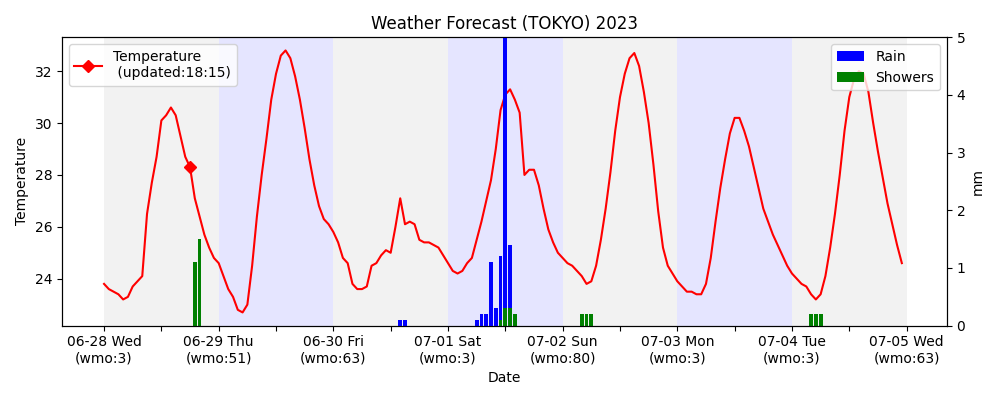 Weather Forecast (TOKYO) 2023
Temperature
(updated:18:15)
Rain
Showers
32
30
28
26
24
Temperature
5
4
3
2
1
0
mm
06-28 Wed
(wmo:3)
06-29 Thu
(wmo:51)
06-30 Fri
(wmo:63)
07-01 Sat
(wmo:3)
07-02 Sun
(wmo:80)
07-03 Mon
(wmo:3)
07-04 Tue
(wmo:3)
07-05 Wed
(wmo:63)
Date